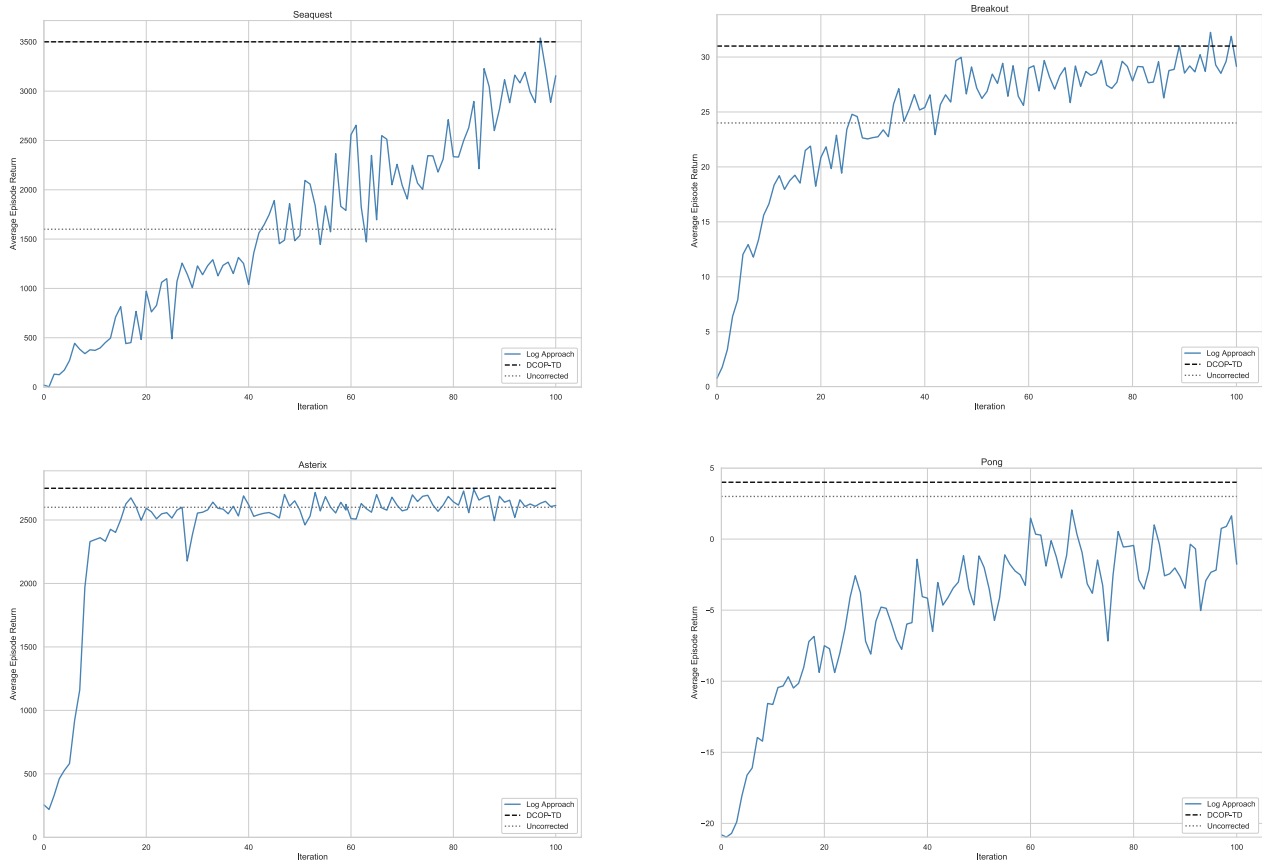 Seaquest
3500
3000
2500
2000
1500
1000
500
0
Average Episode Return
0 20 40 60 80 100
Iteration
Log Approach
DCOP-TD
Uncorrected
Breakout
30
25
20
15
10
5
0
Average Episode Return
0 20 40 60 80 100
Iteration
Log Approach
DCOP-TD
Uncorrected
Asterix
2500
2000
1500
1000
500
0
Average Episode Return
0 20 40 60 80 100
Iteration
Log Approach
DCOP-TD
Uncorrected
Pong
5
0
−5
−10
−15
−20
Average Episode Return
0 20 40 60 80 100
Iteration
Log Approach
DCOP-TD
Uncorrected